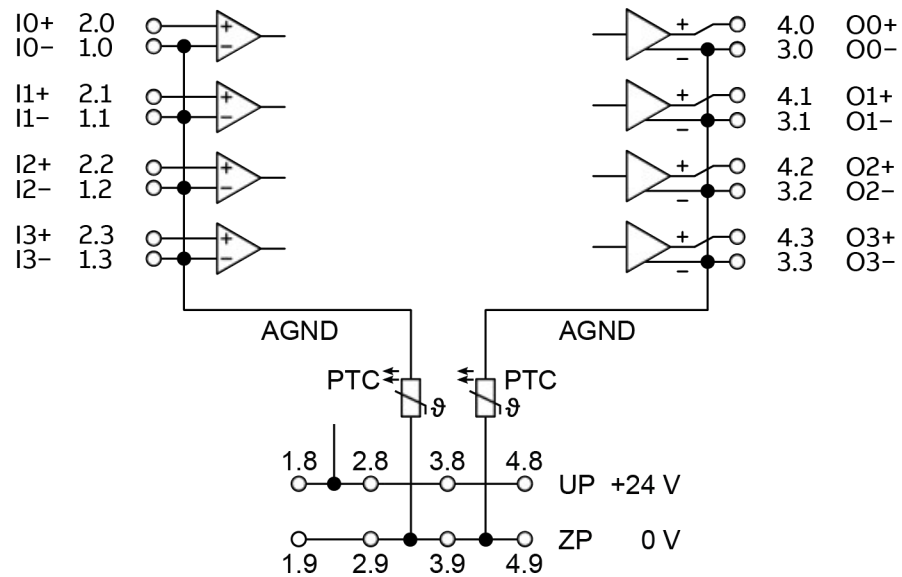 I0+ 2.0 + 4.0 O0+
I0− 1.0 − 3.0 O0−
I1+ 2.1 + 4.1 O1+
I1− 1.1 − 3.1 O1−
I2+ 2.2 + 4.2 O2+
I2− 1.2 − 3.2 O2−
I3+ 2.3 + 4.3 O3+
I3− 1.3 − 3.3 O3−
+ −
+ −
+ −
+ −
AGND AGND
PTC ϑ PTC ϑ
1.8 2.8 3.8 4.8
UP +24 V
ZP 0 V
1.9 2.9 3.9 4.9